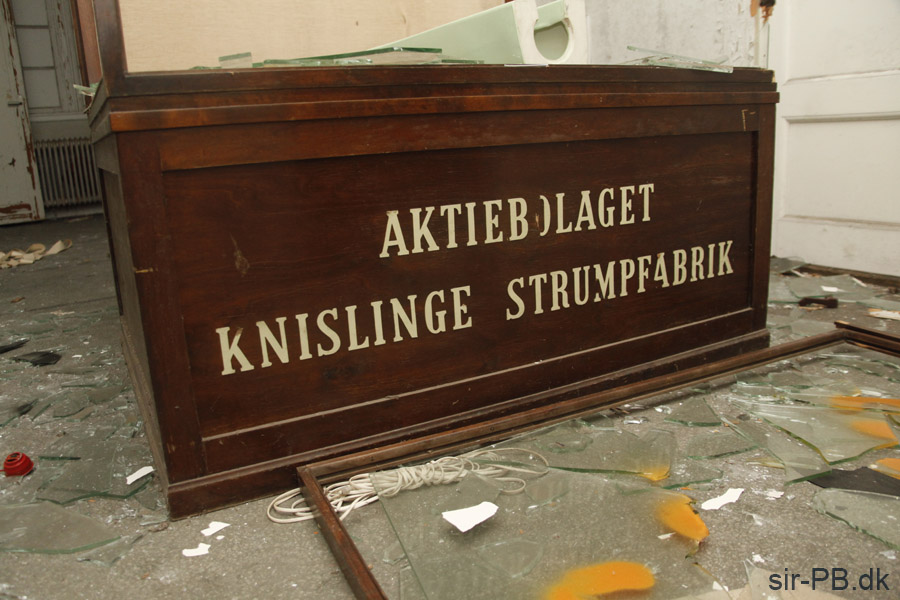 AKTIEBOLAGET
KNISLINGE STRUMPFABRIK
sir-PB.dk